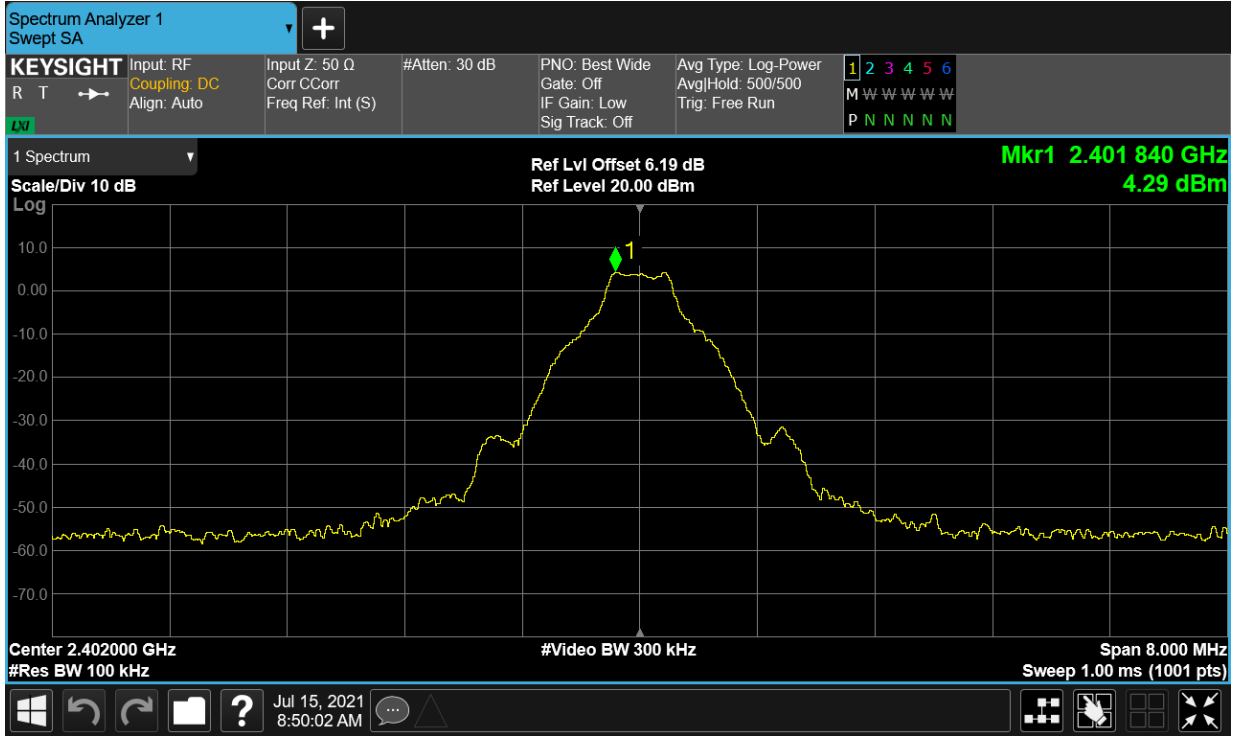 Spectrum Analyzer 1
Swept SA
KEYSIGHT
R T
LXI
Input: RF
Coupling: DC
Align: Auto
Input Z: 50 Ω
Corr CCorr
Freq Ref: Int (S)
#Atten: 30 dB
PNO: Best Wide
Gate: Off
IF Gain: Low
Sig Track: Off
Avg Type: Log-Power
Avg|Hold: 500/500
Trig: Free Run
1 2 3 4 5 6
M W W W W W
P N N N N N
1 Spectrum
Scale/Div 10 dB
Ref Lvl Offset 6.19 dB
Ref Level 20.00 dBm
Mkr1 2.401 840 GHz
4.29 dBm
Log
10.0
0.00
-10.0
-20.0
-30.0
-40.0
-50.0
-60.0
-70.0
1
Center 2.402000 GHz
#Res BW 100 kHz
#Video BW 300 kHz
Span 8.000 MHz
Sweep 1.00 ms (1001 pts)
?
Jul 15, 2021
8:50:02 AM